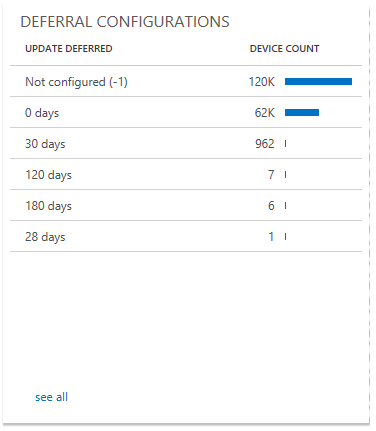 DEFERRAL CONFIGURATIONS
UPDATE DEFERRED DEVICE COUNT
Not configured (-1) 120K
0 days 62K
30 days 962
120 days 7
180 days 6
28 days 1
see all